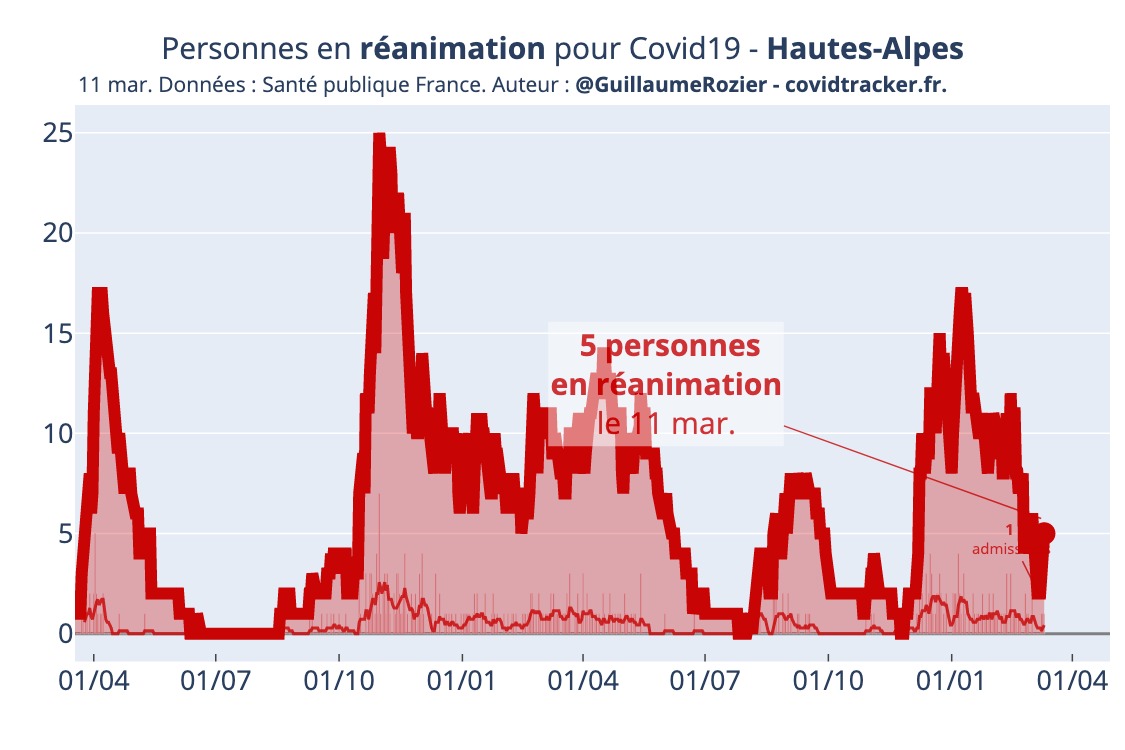 Personnes en réanimation pour Covid19 - Hautes-Alpes
11 mar. Données : Santé publique France. Auteur : @GuillaumeRozier - covidtracker.fr.
25
20
15
10
5
0
5 personnes
en réanimation
le 11 mar.
1
01/04 01/07 01/10 01/01 01/04 01/07 01/10 01/01 01/04